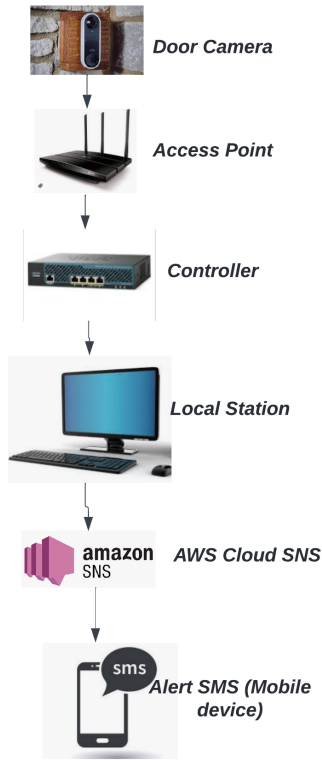 Door Camera
Access Point
Controller
Local Station
amazon
SNS
AWS Cloud SNS
sms
Alert SMS (Mobile
device)